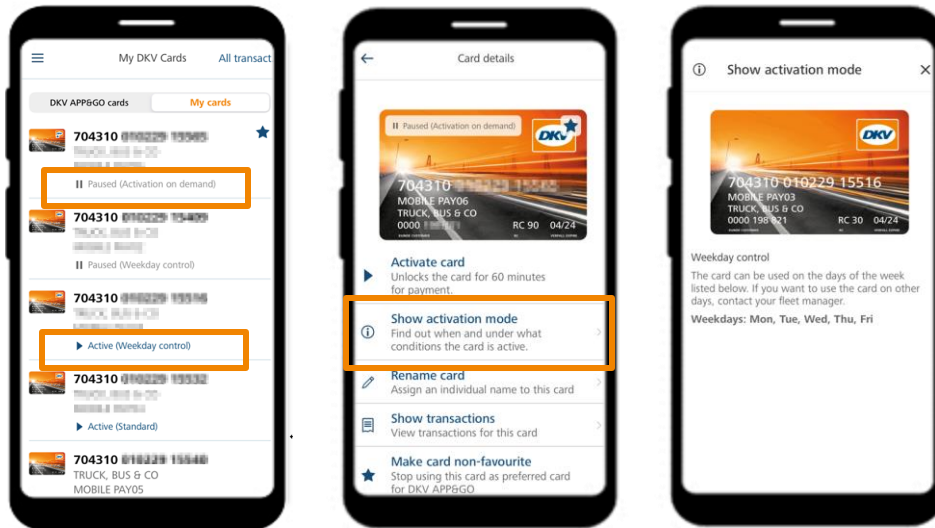 My DKV Cards
All transact
DKV APP&GO cards
My cards
704310
Paused (Activation on demand)
704310
Paused (Weekday control)
704310
Active (Weekday control)
704310
Active (Standard)
704310
TRUCK, BUS & CO
MOBILE PAY05
Card details
Paused (Activation on demand)
DKV
704310
MOBILE PAY06
TRUCK, BUS & CO
0000
RC 90 04/24
Activate card
Unlocks the card for 60 minutes
for payment.
Show activation mode
Find out when and under what
conditions the card is active.
Rename card
Assign an individual name to this card
Show transactions
View transactions for this card
Make card non-favourite
Stop using this card as preferred card
for DKV APP&GO
Show activation mode
DKV
704310 010229 15516
MOBILE PAY03
TRUCK, BUS & CO
0000 198 821
RC 30 04/24
Weekday control
The card can be used on the days of the week
listed below. If you want to use the card on other
days, contact your fleet manager.
Weekdays: Mon, Tue, Wed, Thu, Fri